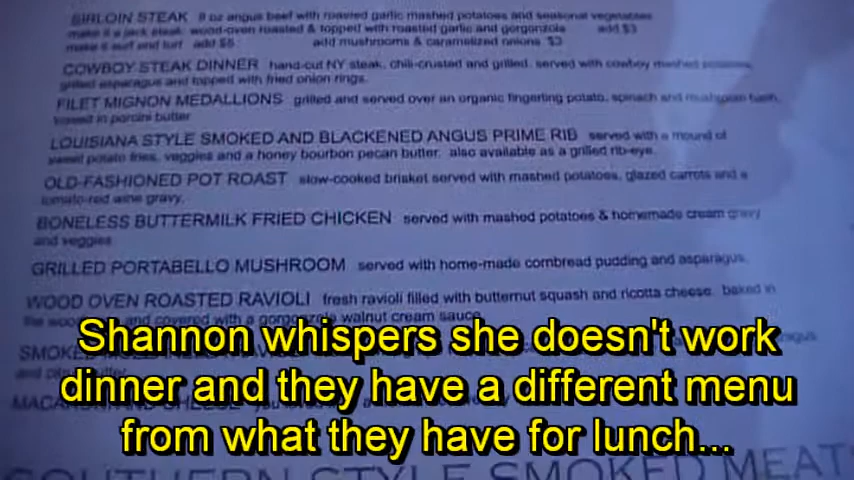 SIRLOIN STEAK 8 oz angus beef with roasted garlic mashed potatoes and seasonal vegetables
make it a jack steak: wood-oven roasted & topped with roasted garlic and gorgonzola add $3
make it surf and turf add $5 add mushrooms & caramelized onions $3
COWBOY STEAK DINNER hand-cut NY steak, chili-crusted and grilled, served with cowboy mashed potatoes,
grilled asparagus and topped with fried onion rings.
FILET MIGNON MEDALLIONS grilled and served over an organic fingerling potato, spinach and mushroom hash,
in porcini butter
LOUISIANA STYLE SMOKED AND BLACKENED ANGUS PRIME RIB served with a mound of
sweet potato fries, veggies and a honey bourbon pecan butter. also available as a grilled rib-eye.
OLD-FASHIONED POT ROAST slow-cooked brisket served with mashed potatoes, glazed carrots and a
tomato-red wine gravy.
BONELESS BUTTERMILK FRIED CHICKEN served with mashed potatoes & homemade cream gravy
and veggies
GRILLED PORTABELLO MUSHROOM served with home-made cornbread pudding and asparagus.
WOOD OVEN ROASTED RAVIOLI fresh ravioli filled with butternut squash and ricotta cheese, baked in
the wood and covered with a gorgonzola walnut cream sauce.
Shannon whispers she doesn't work
dinner and they have a different menu
from what they have for lunch...
SMOKED
MACARONI AND CHEESE
SOUTHERN STYLE SMOKED MEATS